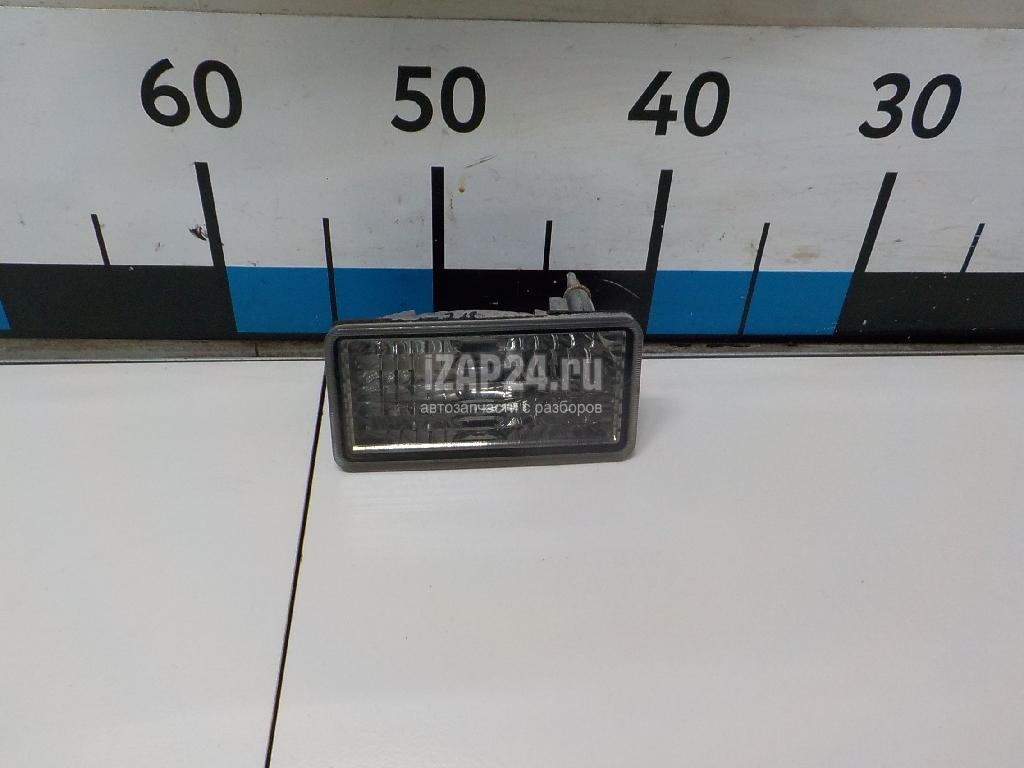 60 50 40 30
iZAP24.ru
автозапчасти с разборов